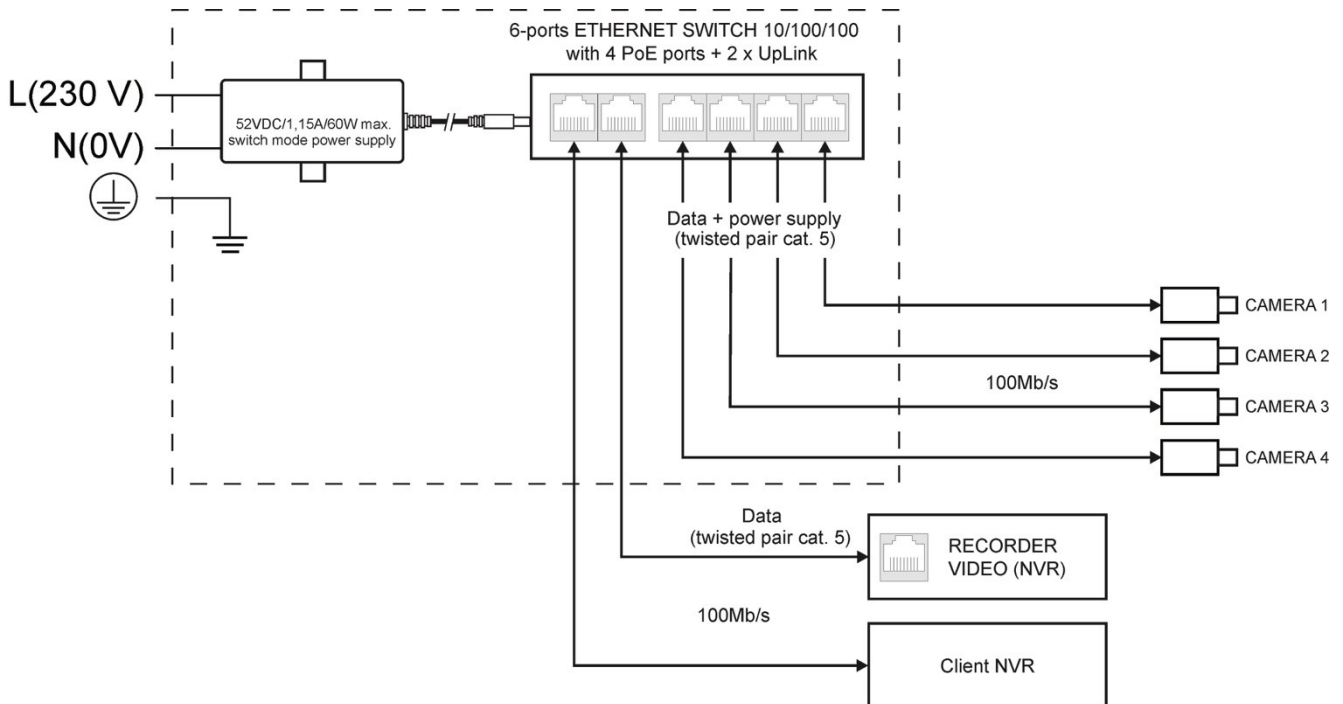 6-ports ETHERNET SWITCH 10/100/100
with 4 PoE ports + 2 x UpLink
L(230 V)
N(0V)
52VDC/1,15A/60W max.
switch mode power supply
Data + power supply
(twisted pair cat. 5)
CAMERA 1
CAMERA 2
100Mb/s
CAMERA 3
CAMERA 4
Data
(twisted pair cat. 5)
RECORDER
VIDEO (NVR)
100Mb/s
Client NVR